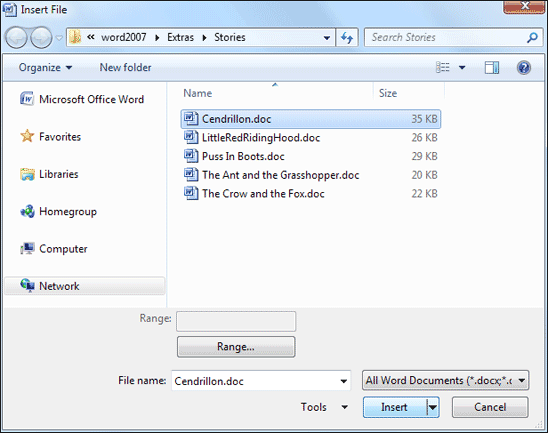 Insert File
« word2007 Extras Stories Search Stories
Organize New folder
Name Size
Microsoft Office Word
Favorites
Libraries
Homegroup
Computer
Network
Cendrillon.doc 35 KB
LittleRedRidingHood.doc 26 KB
Puss In Boots.doc 29 KB
The Ant and the Grasshopper.doc 20 KB
The Crow and the Fox.doc 22 KB
Range:
Range...
File name: Cendrillon.doc All Word Documents (*.docx;*.c
Tools Insert Cancel